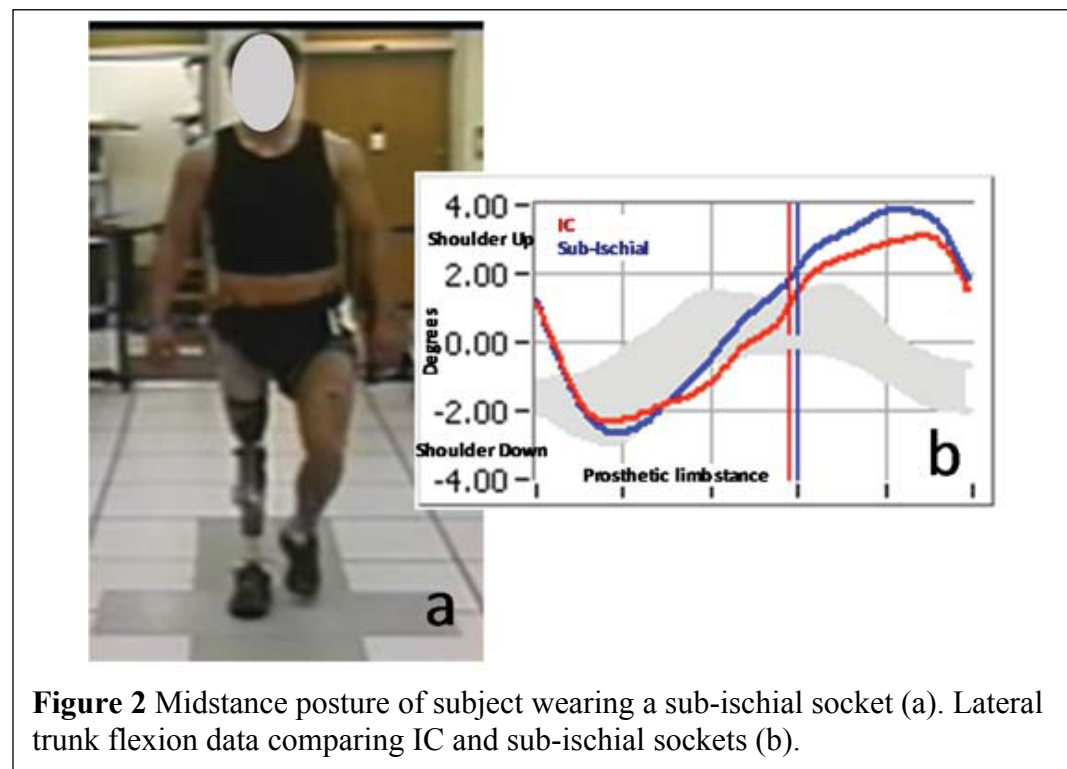 4.00
Shoulder Up
IC
Sub-Ischial
2.00
Degrees
0.00
-2.00
Shoulder Down
Prosthetic limb stance
-4.00
b
a
Figure 2 Midstance posture of subject wearing a sub-ischial socket (a). Lateral
trunk flexion data comparing IC and sub-ischial sockets (b).